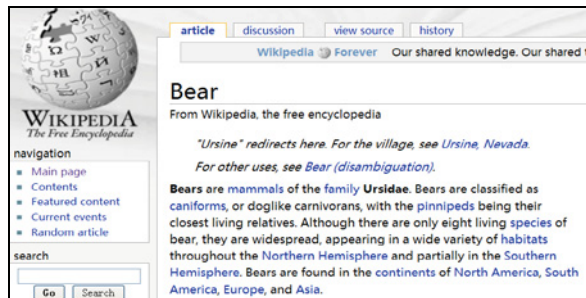 article discussion view source history
Wikipedia Forever Our shared knowledge. Our shared
WIKIPEDIA
The Free Encyclopedia
navigation
Main page
Contents
Featured content
Current events
Random article
search
Go Search
Bear
From Wikipedia, the free encyclopedia
"Ursine" redirects here. For the village, see Ursine, Nevada.
For other uses, see Bear (disambiguation).
Bears are mammals of the family Ursidae. Bears are classified as
caniforms, or doglike carnivorans, with the pinnipeds being their
closest living relatives. Although there are only eight living species of
bear, they are widespread, appearing in a wide variety of habitats
throughout the Northern Hemisphere and partially in the Southern
Hemisphere. Bears are found in the continents of North America, South
America, Europe, and Asia.